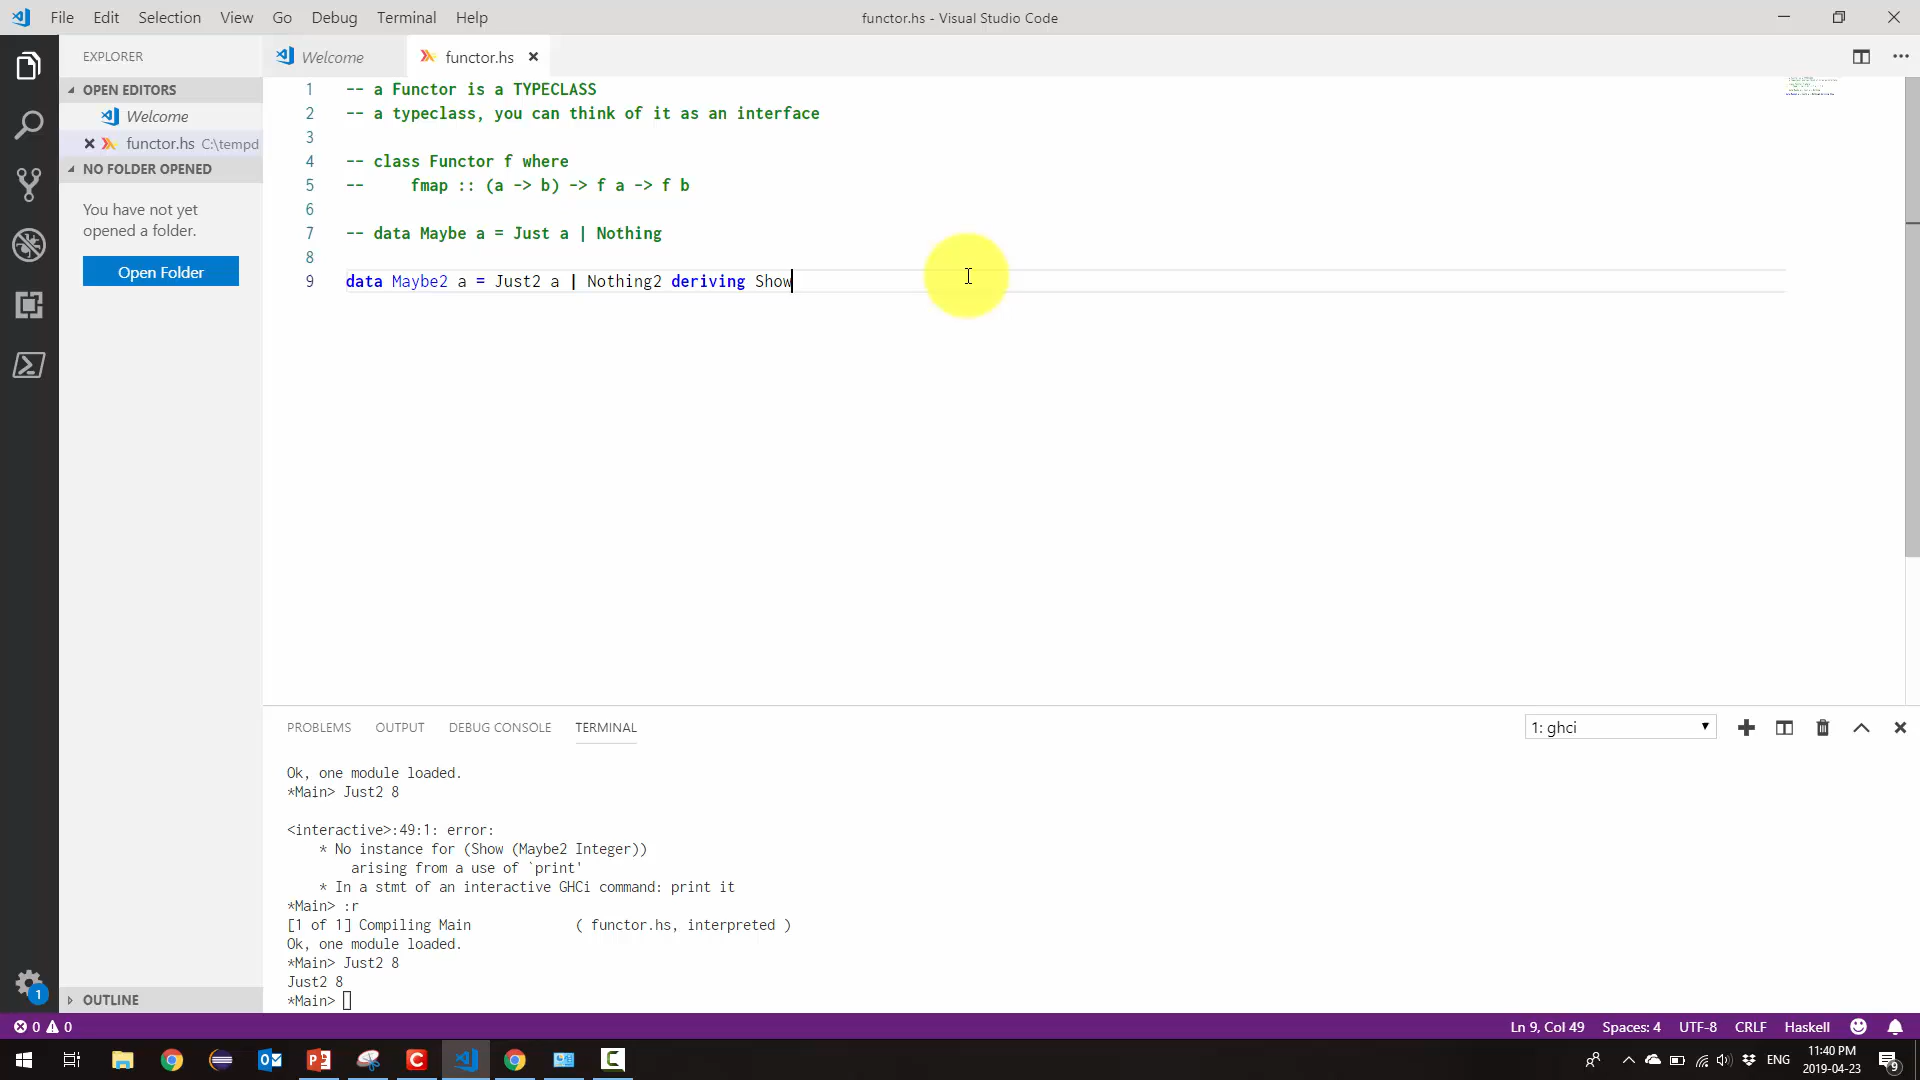 File Edit Selection View Go Debug Terminal Help
functor.hs - Visual Studio Code
EXPLORER
OPEN EDITORS
Welcome
functor.hs C:\tempd
NO FOLDER OPENED
You have not yet
opened a folder.
Open Folder
OUTLINE
Welcome
functor.hs
1 -- a Functor is a TYPECLASS
2 -- a typeclass, you can think of it as an interface
3
4 -- class Functor f where
5 --     fmap :: (a -> b) -> f a -> f b
6
7 -- data Maybe a = Just a | Nothing
8
9 data Maybe2 a = Just2 a | Nothing2 deriving Show
PROBLEMS OUTPUT DEBUG CONSOLE TERMINAL
1: ghci
Ok, one module loaded.
*Main> Just2 8
<interactive>:49:1: error:
    * No instance for (Show (Maybe2 Integer))
        arising from a use of `print'
    * In a stmt of an interactive GHCi command: print it
*Main> :r
[1 of 1] Compiling Main             ( functor.hs, interpreted )
Ok, one module loaded.
*Main> Just2 8
Just2 8
*Main>
1
0 0
Ln 9, Col 49 Spaces: 4 UTF-8 CRLF Haskell
ENG
11:40 PM
2019-04-23
9